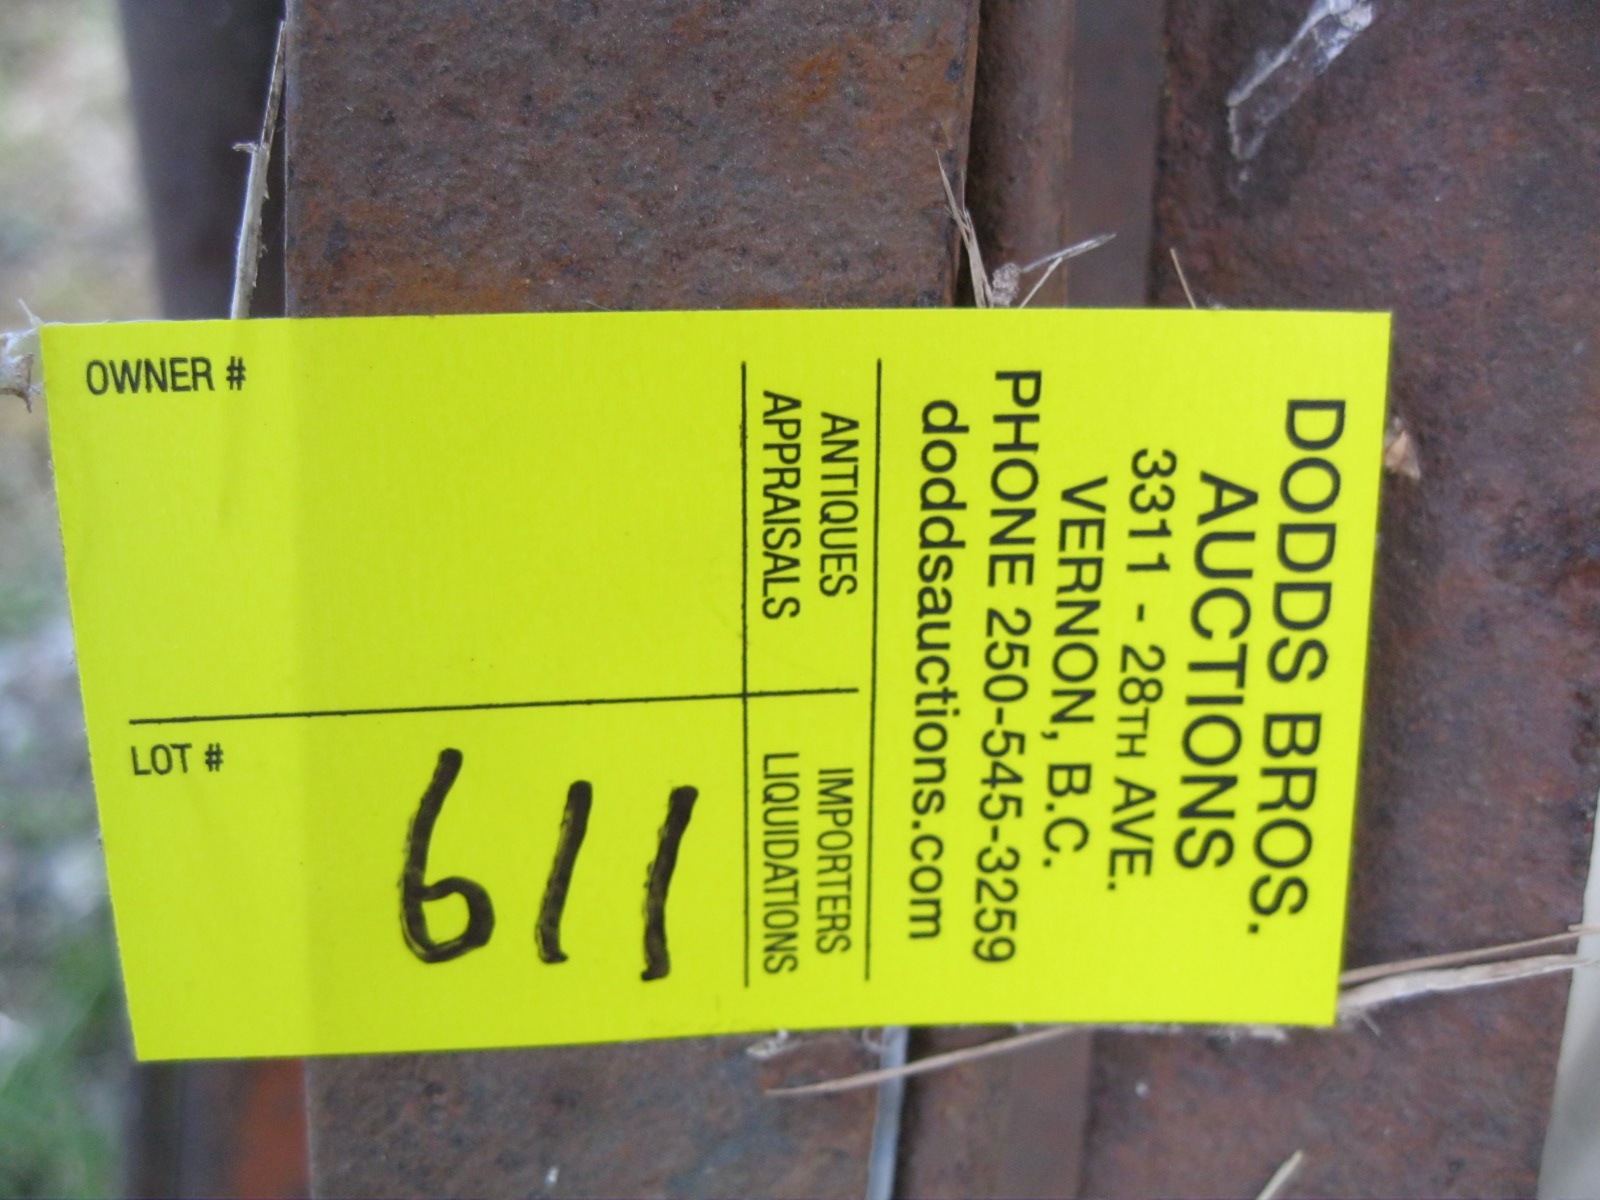 DODDS BROS.
AUCTIONS
3311 - 28TH AVE.
VERNON, B.C.
PHONE 250-545-3259
doddsauctions.com
ANTIQUES
APPRAISALS
IMPORTERS
LIQUIDATIONS
OWNER #
LOT #
611